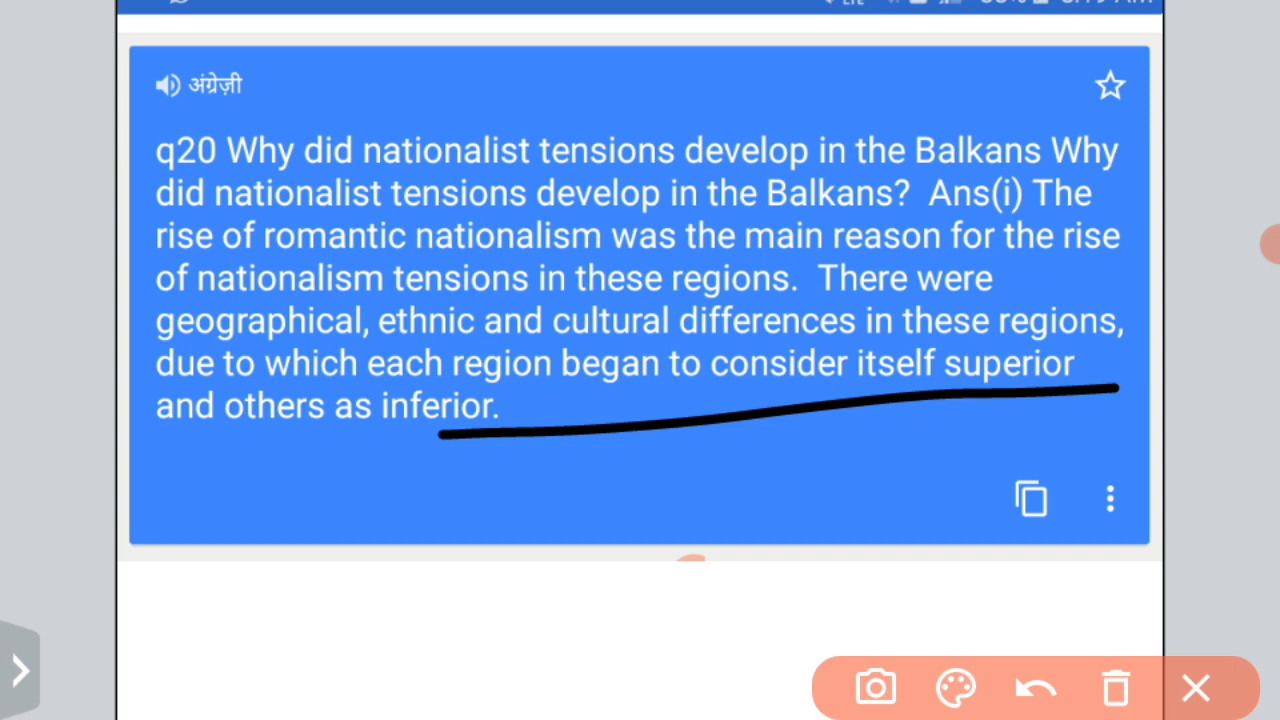 अंग्रेज़ी
q20 Why did nationalist tensions develop in the Balkans Why
did nationalist tensions develop in the Balkans? Ans(i) The
rise of romantic nationalism was the main reason for the rise
of nationalism tensions in these regions. There were
geographical, ethnic and cultural differences in these regions,
due to which each region began to consider itself superior
and others as inferior.